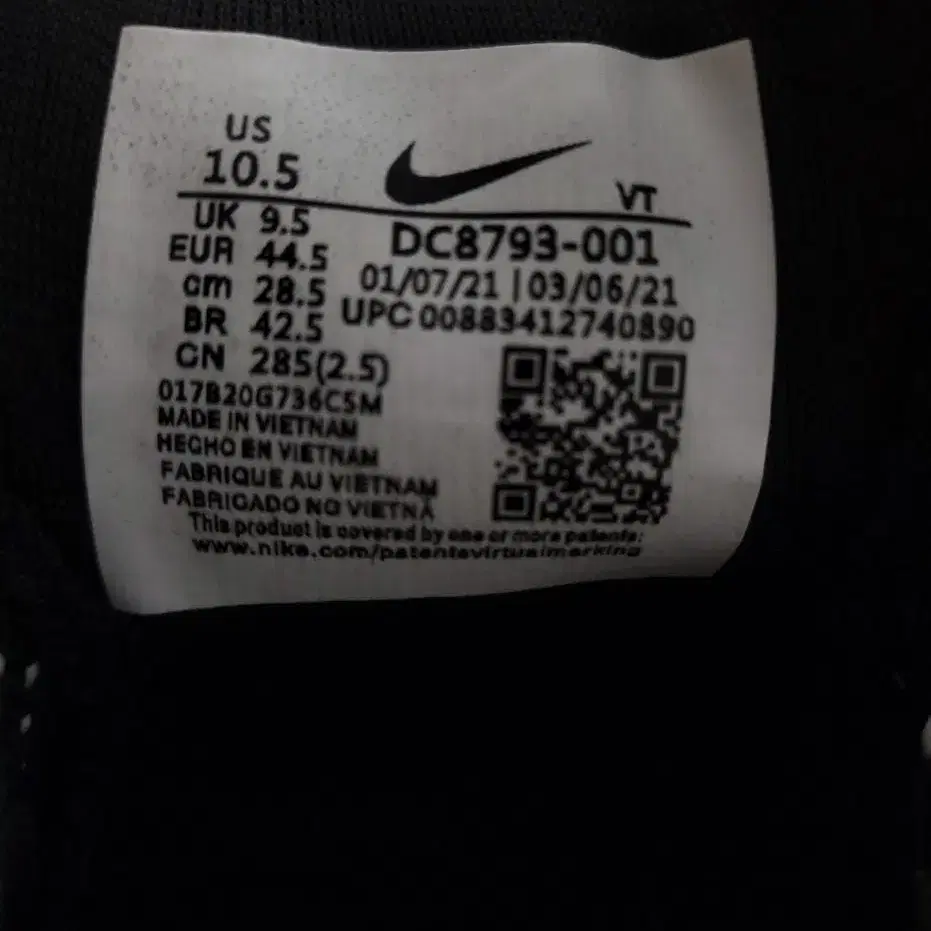 US
10.5
VT
UK 9.5
EUR 44.5
cm 28.5
BR 42.5
CN 285(2.5)
DC8793-001
01/07/21 | 03/06/21
UPC 00883412740890
017B20G736C5M
MADE IN VIETNAM
HECHO EN VIETNAM
FABRIQUE AU VIETNAM
FABRICADO NO VIETNÃ
This product is covered by one or more patents:
www.nike.com/patentsvirtualmarking